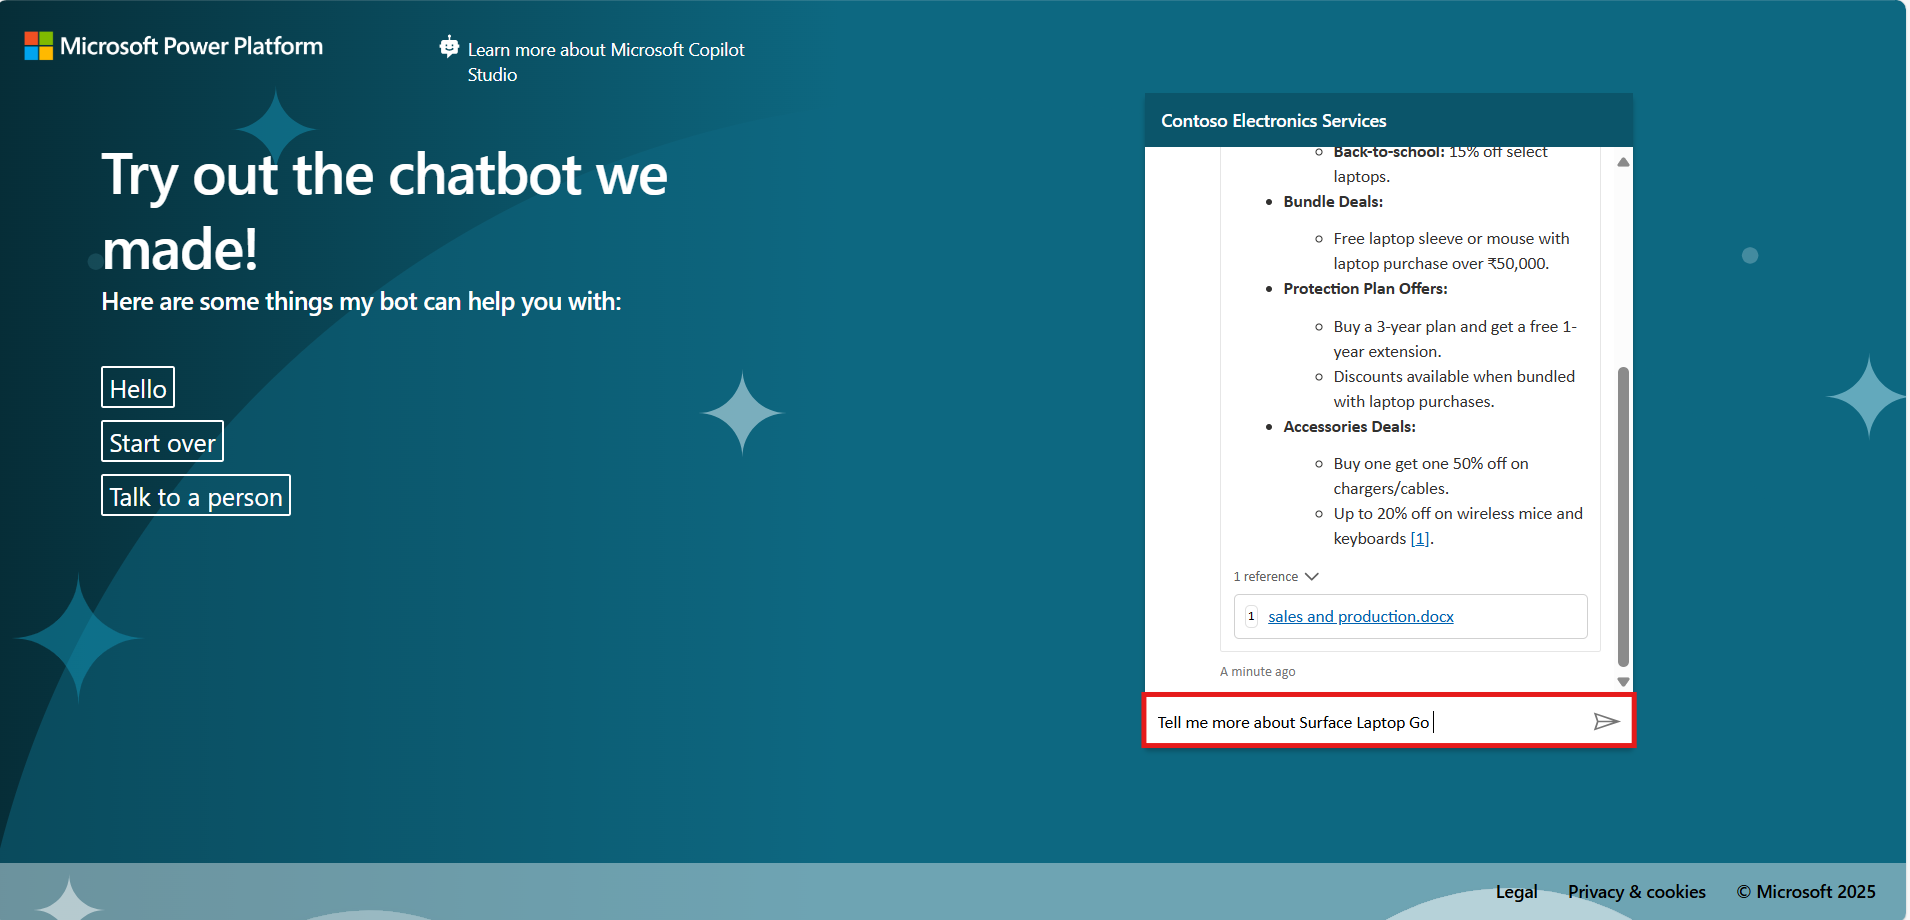 Microsoft Power Platform
Learn more about Microsoft Copilot
Studio
Try out the chatbot we
made!
Here are some things my bot can help you with:
Hello
Start over
Talk to a person
Contoso Electronics Services
Back-to-school: 15% off select
laptops.
Bundle Deals:
Free laptop sleeve or mouse with
laptop purchase over ₹50,000.
Protection Plan Offers:
Buy a 3-year plan and get a free 1-
year extension.
Discounts available when bundled
with laptop purchases.
Accessories Deals:
Buy one get one 50% off on
chargers/cables.
Up to 20% off on wireless mice and
keyboards [1].
1 reference
1 sales and production.docx
A minute ago
Tell me more about Surface Laptop Go
Legal Privacy & cookies © Microsoft 2025